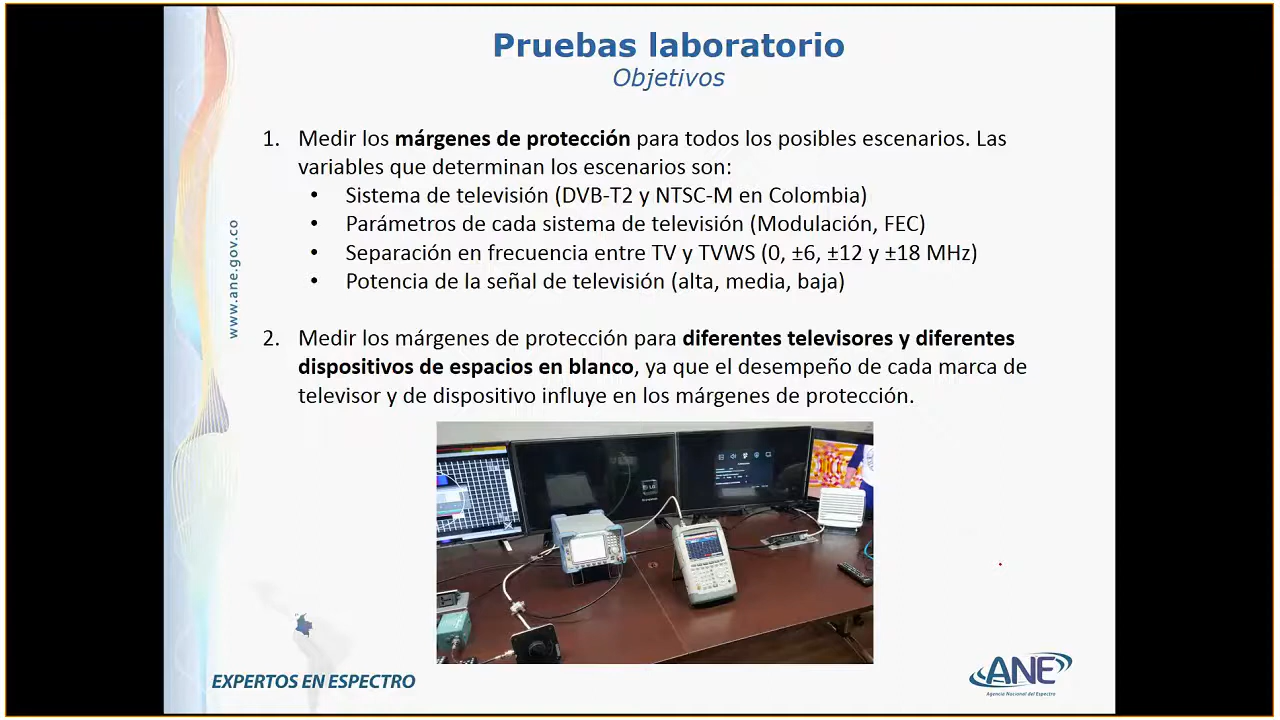 Pruebas laboratorio
Objetivos
1. Medir los márgenes de protección para todos los posibles escenarios. Las
variables que determinan los escenarios son:
• Sistema de televisión (DVB-T2 y NTSC-M en Colombia)
• Parámetros de cada sistema de televisión (Modulación, FEC)
• Separación en frecuencia entre TV y TVWS (0, ±6, ±12 y ±18 MHz)
• Potencia de la señal de televisión (alta, media, baja)
2. Medir los márgenes de protección para diferentes televisores y diferentes
dispositivos de espacios en blanco, ya que el desempeño de cada marca de
televisor y de dispositivo influye en los márgenes de protección.
www.ane.gov.co
EXPERTOS EN ESPECTRO
ANE
Agencia Nacional del Espectro